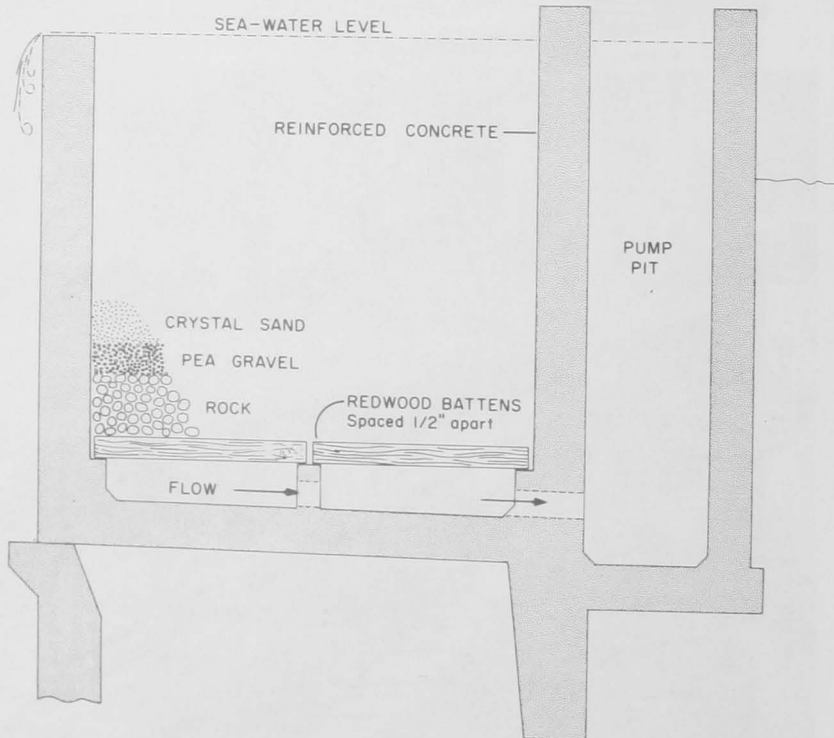 SEA-WATER LEVEL
REINFORCED CONCRETE
PUMP
PIT
CRYSTAL SAND
PEA GRAVEL
ROCK
REDWOOD BATTENS
Spaced 1/2" apart
FLOW